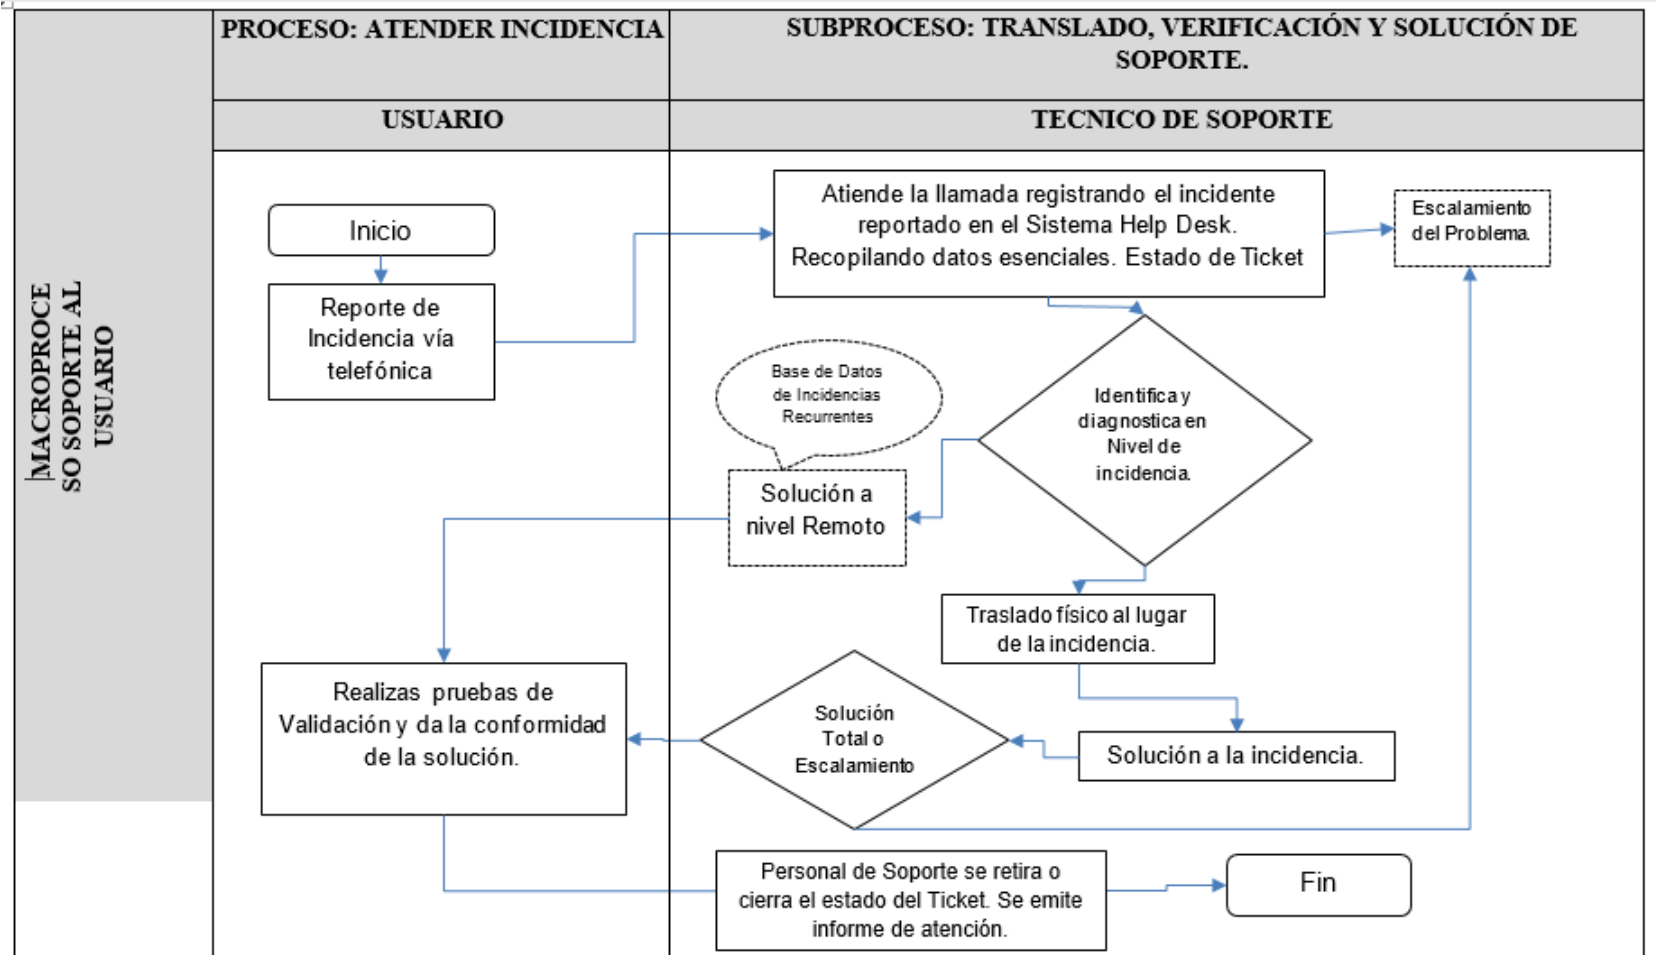 PROCESO: ATENDER INCIDENCIA
SUBPROCESO: TRANSLADO, VERIFICACIÓN Y SOLUCIÓN DE
SOPORTE.
USUARIO
TECNICO DE SOPORTE
MACROPROCE
SO SOPORTE AL
USUARIO
Inicio
Reporte de
Incidencia vía
telefónica
Atiende la llamada registrando el incidente
reportado en el Sistema Help Desk.
Recopilando datos esenciales. Estado de Ticket
Escalamiento
del Problema.
Base de Datos
de Incidencias
Recurrentes
Identifica y
diagnostica en
Nivel de
incidencia.
Solución a
nivel Remoto
Traslado físico al lugar
de la incidencia.
Realizas pruebas de
Validación y da la conformidad
de la solución.
Solución
Total o
Escalamiento
Solución a la incidencia.
Personal de Soporte se retira o
cierra el estado del Ticket. Se emite
informe de atención.
Fin